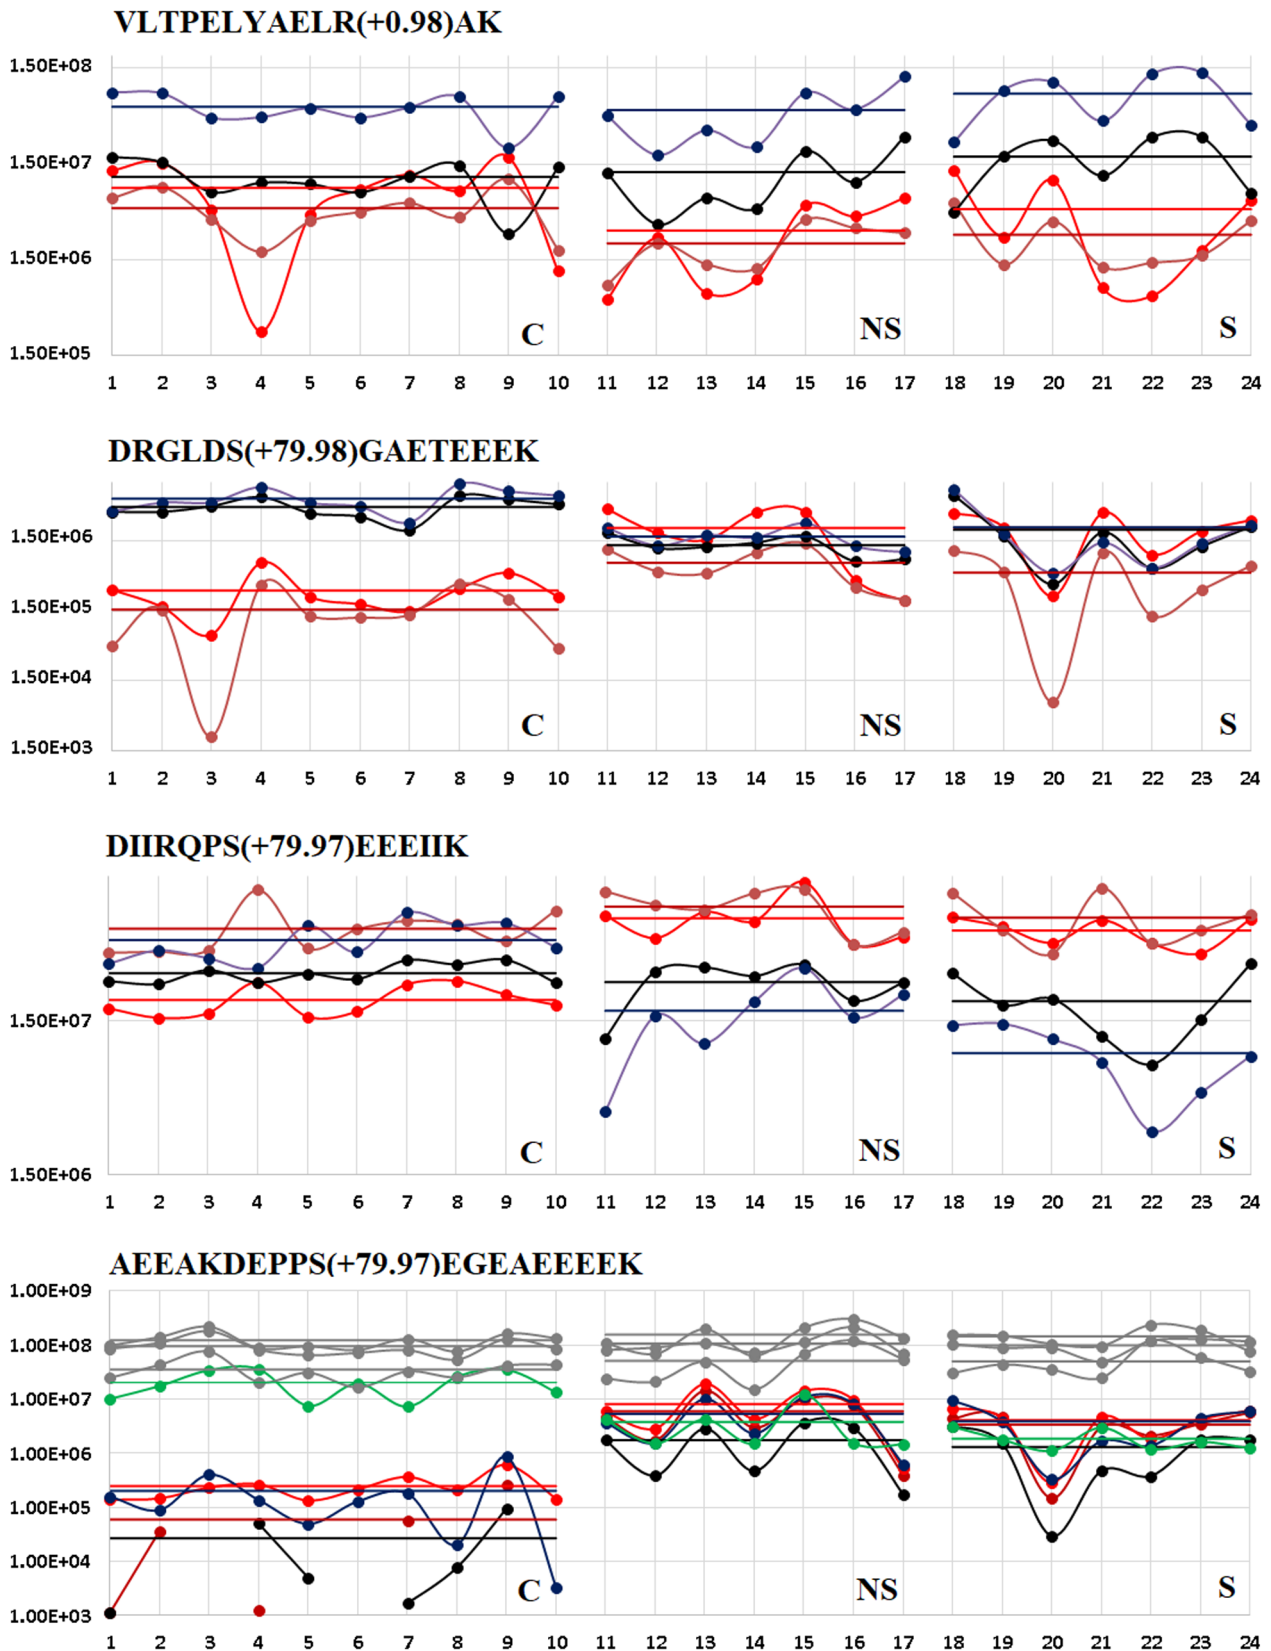 VLTPELYAELR(+0.98)AK
1.50E+08
1.50E+07
1.50E+06
1.50E+05
C
NS
S
1 2 3 4 5 6 7 8 9 10 11 12 13 14 15 16 17 18 19 20 21 22 23 24
DRGLDS(+79.98)GAETEEEK
1.50E+06
1.50E+05
1.50E+04
1.50E+03
C
NS
S
1 2 3 4 5 6 7 8 9 10 11 12 13 14 15 16 17 18 19 20 21 22 23 24
DIIRQPS(+79.97)EEEIIK
1.50E+07
1.50E+06
C
NS
S
1 2 3 4 5 6 7 8 9 10 11 12 13 14 15 16 17 18 19 20 21 22 23 24
AEEAKDEPPS(+79.97)EGEAEEEEK
1.00E+09
1.00E+08
1.00E+07
1.00E+06
1.00E+05
1.00E+04
1.00E+03
C
NS
S
1 2 3 4 5 6 7 8 9 10 11 12 13 14 15 16 17 18 19 20 21 22 23 24